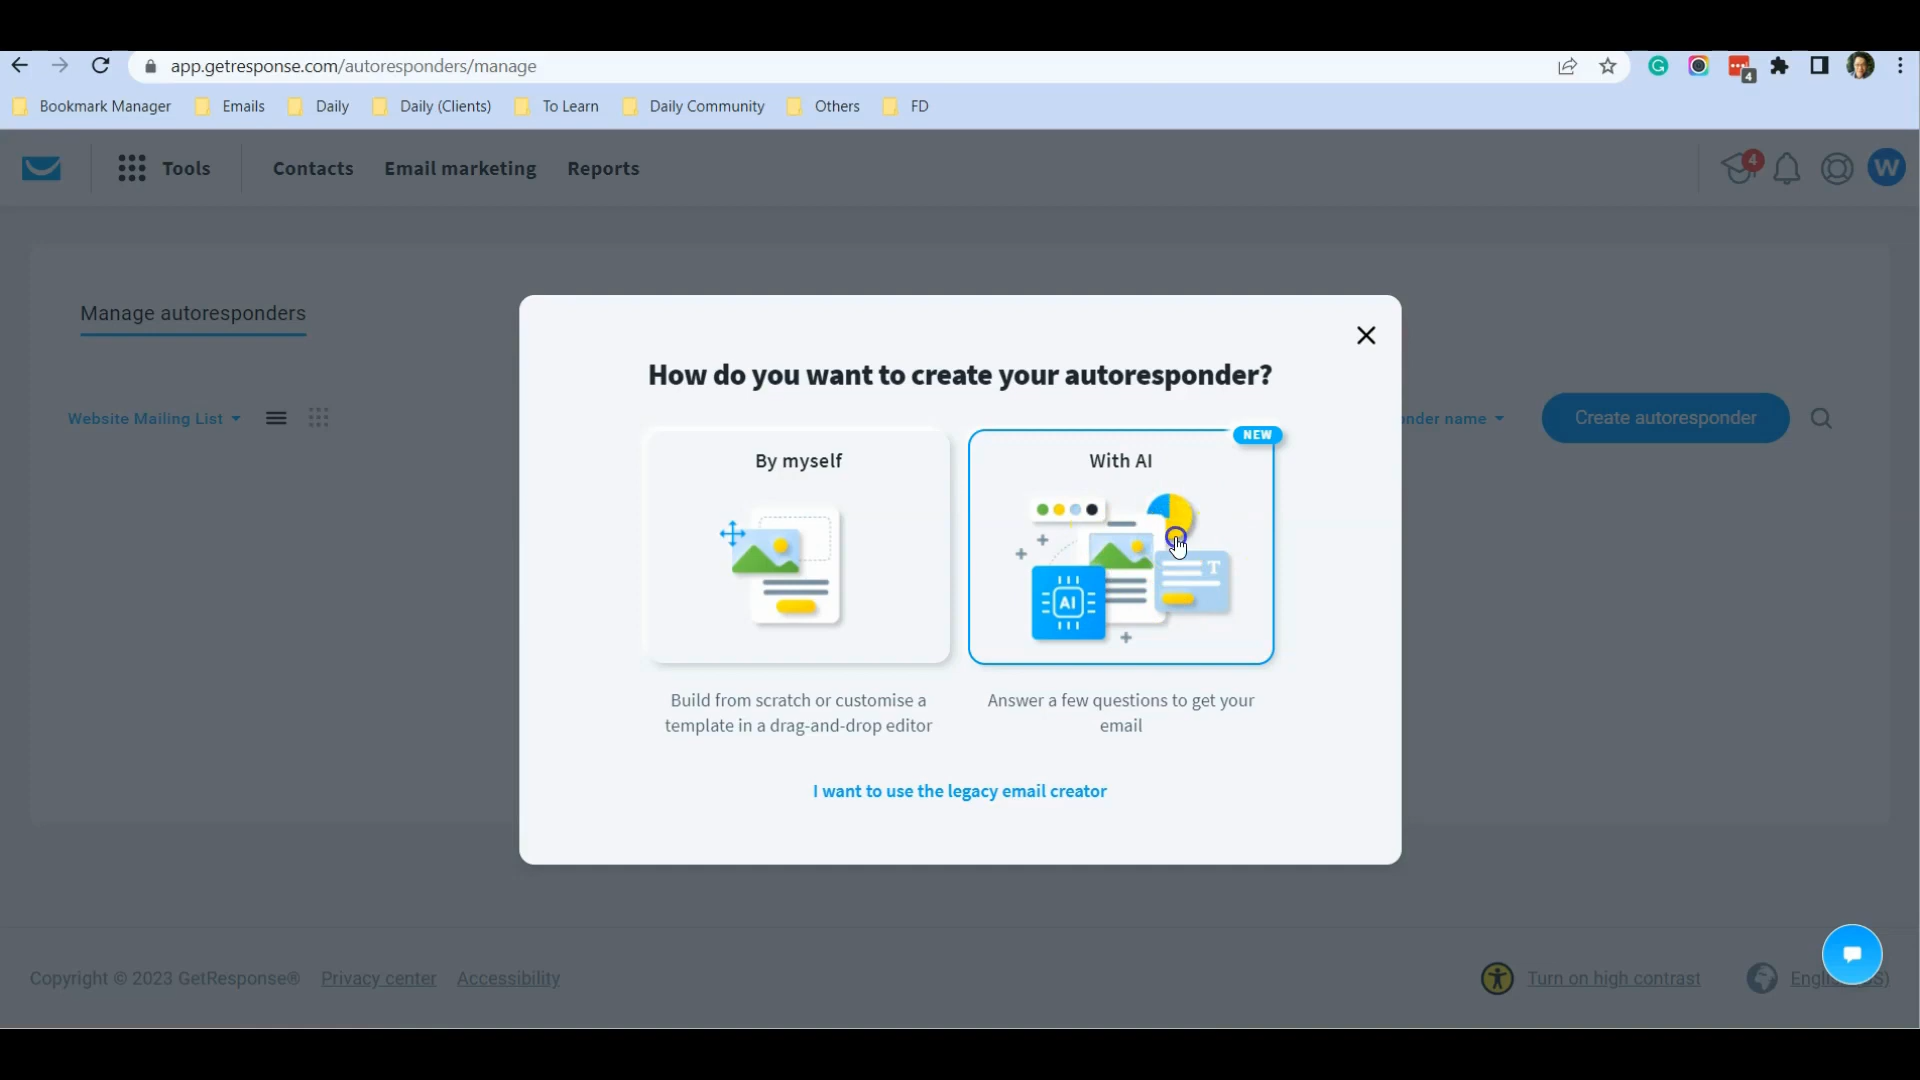 app.getresponse.com/autoresponders/manage
4
Bookmark Manager Emails Daily Daily (Clients) To Learn Daily Community Others FD
Tools Contacts Email marketing Reports 4 W
Manage autoresponders
How do you want to create your autoresponder?
Website Mailing List
onder name Create autoresponder
NEW
By myself
With AI
T
AI
Build from scratch or customise a
template in a drag-and-drop editor
Answer a few questions to get your
email
I want to use the legacy email creator
Copyright © 2023 GetResponse® Privacy center Accessibility
Turn on high contrast